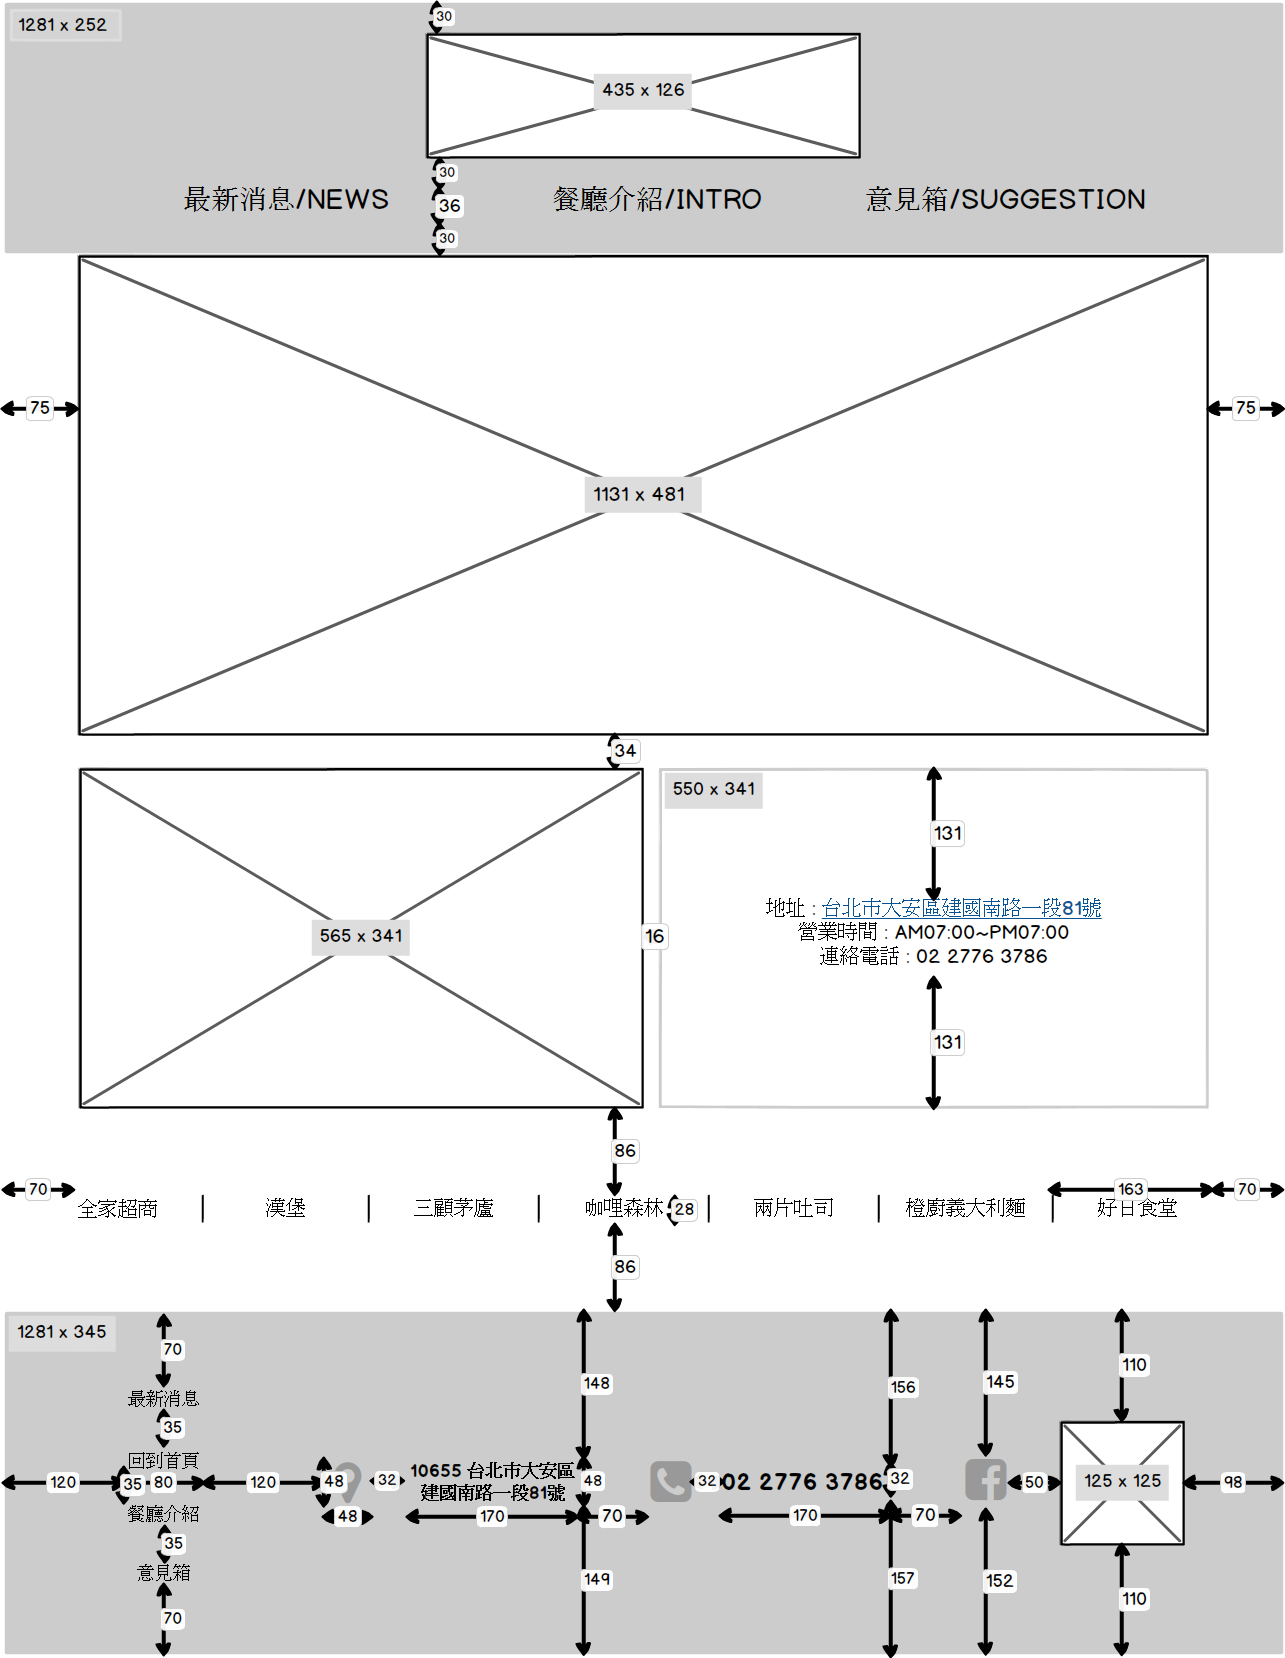 1281 x 252
30
435 x 126
30
最新消息/NEWS
36
餐廳介紹/INTRO
意見箱/SUGGESTION
30
75
75
1131 x 481
34
565 x 341
16
550 x 341
131
地址 : 台北市大安區建國南路一段81號
營業時間 : AM07:00~PM07:00
連絡電話 : 02 2776 3786
131
86
70
163
70
全家超商
漢堡
三顧茅廬
咖哩森林
28
兩片吐司
橙廚義大利麵
好日食堂
86
1281 x 345
70
最新消息
35
回到首頁
120
35
80
120
餐廳介紹
35
意見箱
70
48
48
32
10655 台北市大安區
建國南路一段81號
148
48
170
70
149
32
02 2776 3786
156
32
170
70
157
145
152
50
110
125 x 125
98
110